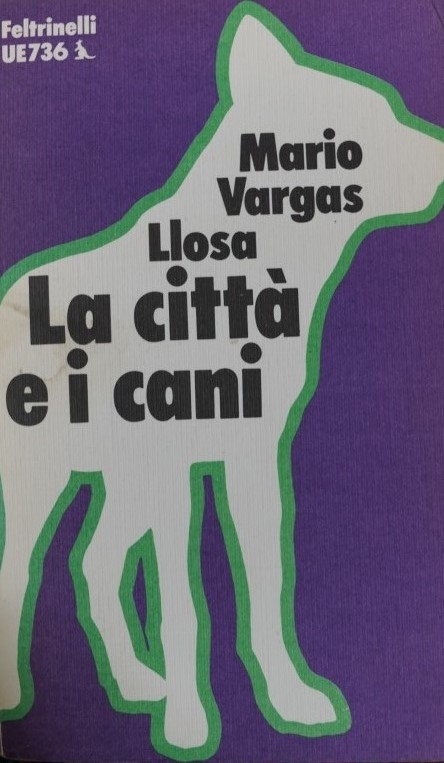 Feltrinelli
UE736
Mario
Vargas
Llosa
La città
e i cani